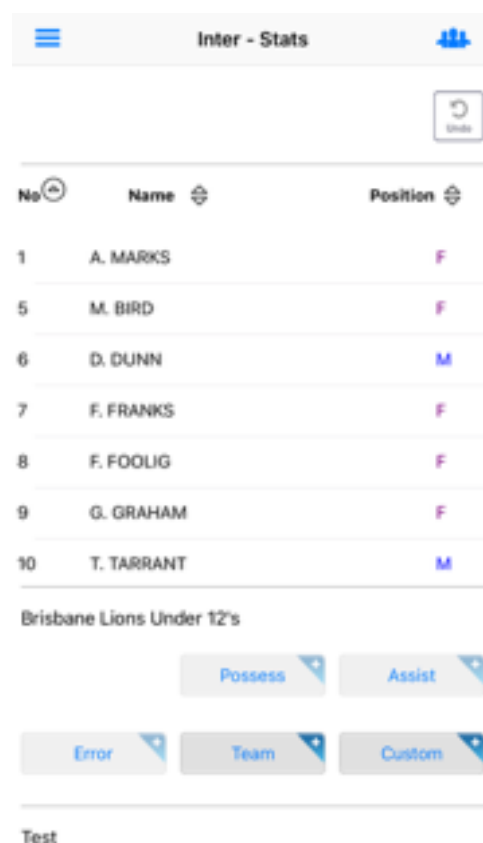 Inter - Stats
Undo
No Name Position
1 A. MARKS F
5 M. BIRD F
6 D. DUNN M
7 F. FRANKS F
8 F. FOOLIG F
9 G. GRAHAM F
10 T. TARRANT M
Brisbane Lions Under 12's
Possess Assist
Error Team Custom
Test